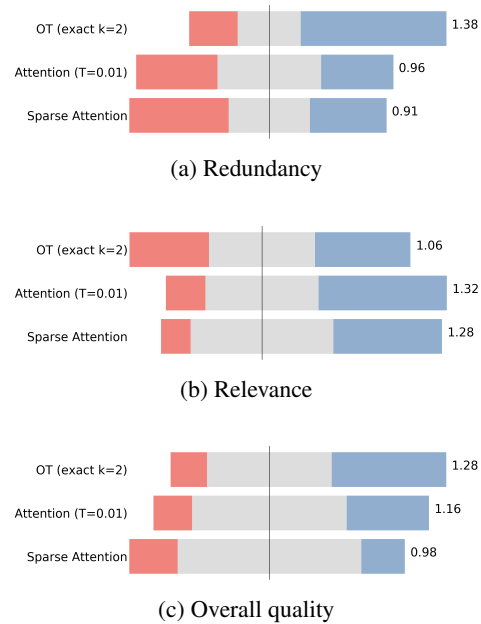 OT (exact k=2)
1.38
Attention (T=0.01)
0.96
Sparse Attention
0.91
(a) Redundancy
OT (exact k=2)
1.06
Attention (T=0.01)
1.32
Sparse Attention
1.28
(b) Relevance
OT (exact k=2)
1.28
Attention (T=0.01)
1.16
Sparse Attention
0.98
(c) Overall quality